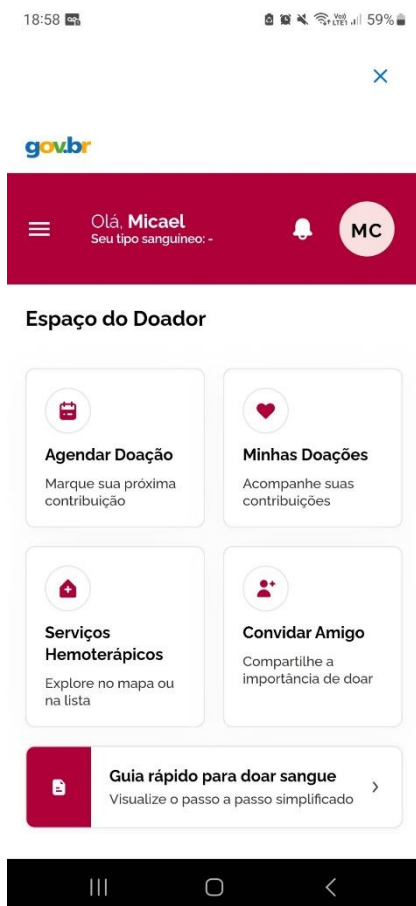 18:58
59%
gov.br
Olá, Micael
Seu tipo sanguíneo: -
MC
Espaço do Doador
Agendar Doação
Marque sua próxima
contribuição
Minhas Doações
Acompanhe suas
contribuições
Serviços
Hemoterápicos
Explore no mapa ou
na lista
Convidar Amigo
Compartilhe a
importância de doar
Guia rápido para doar sangue
Visualize o passo a passo simplificado